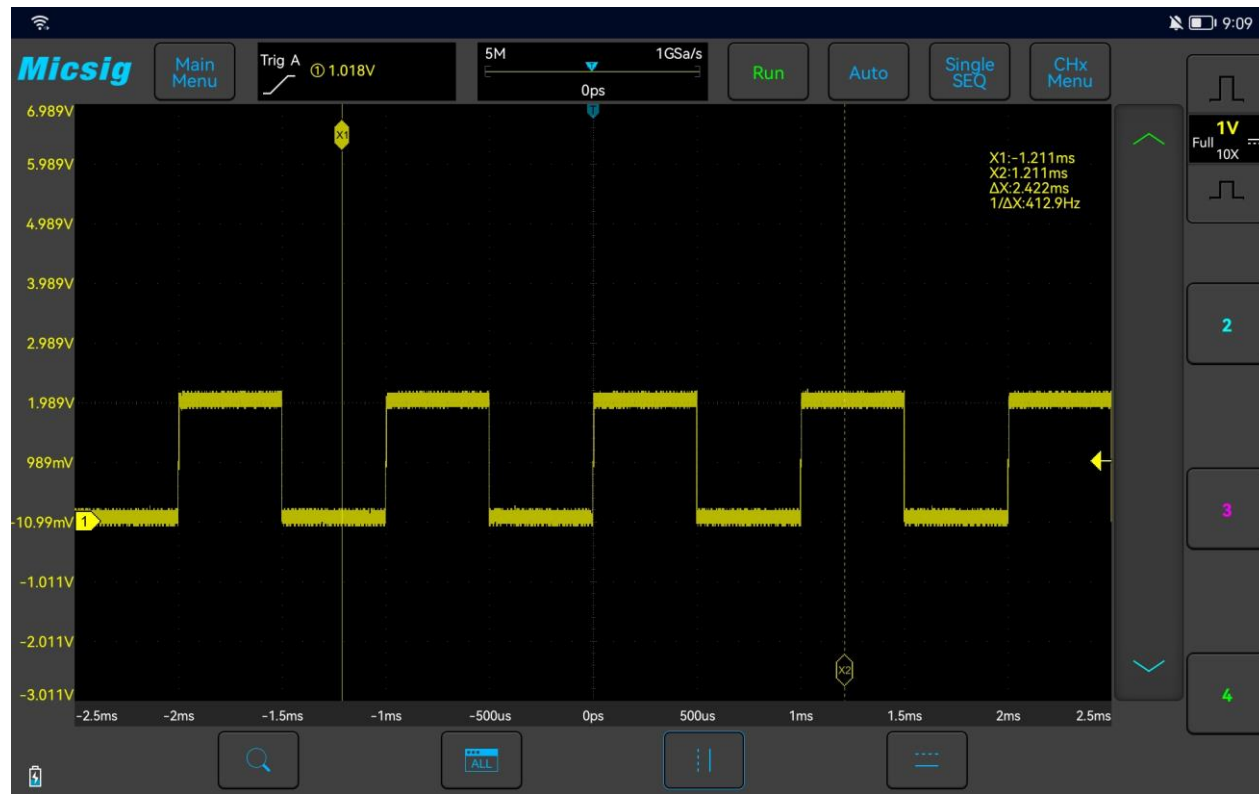 9:09
Micsig
Main
Menu
Trig A
① 1.018V
5M
1GSa/s
T
0ps
Run
Auto
Single
SEQ
CHx
Menu
6.989V
5.989V
4.989V
3.989V
2.989V
1.989V
989mV
-10.99mV
-1.011V
-2.011V
-3.011V
T
X1
X1:-1.211ms
X2:1.211ms
ΔX:2.422ms
1/ΔX:412.9Hz
1
X2
-2.5ms
-2ms
-1.5ms
-1ms
-500us
0ps
500us
1ms
1.5ms
2ms
2.5ms
1V
Full
10X
2
3
4
ALL